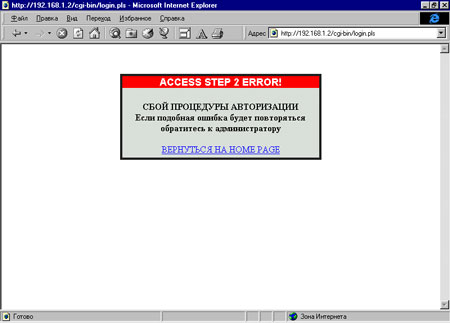 http://192.168.1.2/cgi-bin/login.pls - Microsoft Internet Explorer
Файл Правка Вид Переход Избранное Справка
Адрес http://192.168.1.2/cgi-bin/login.pls
ACCESS STEP 2 ERROR!
СБОЙ ПРОЦЕДУРЫ АВТОРИЗАЦИИ
Если подобная ошибка будет повторяться
обратитесь к администратору
ВЕРНУТЬСЯ НА HOME PAGE
Готово Зона Интернета